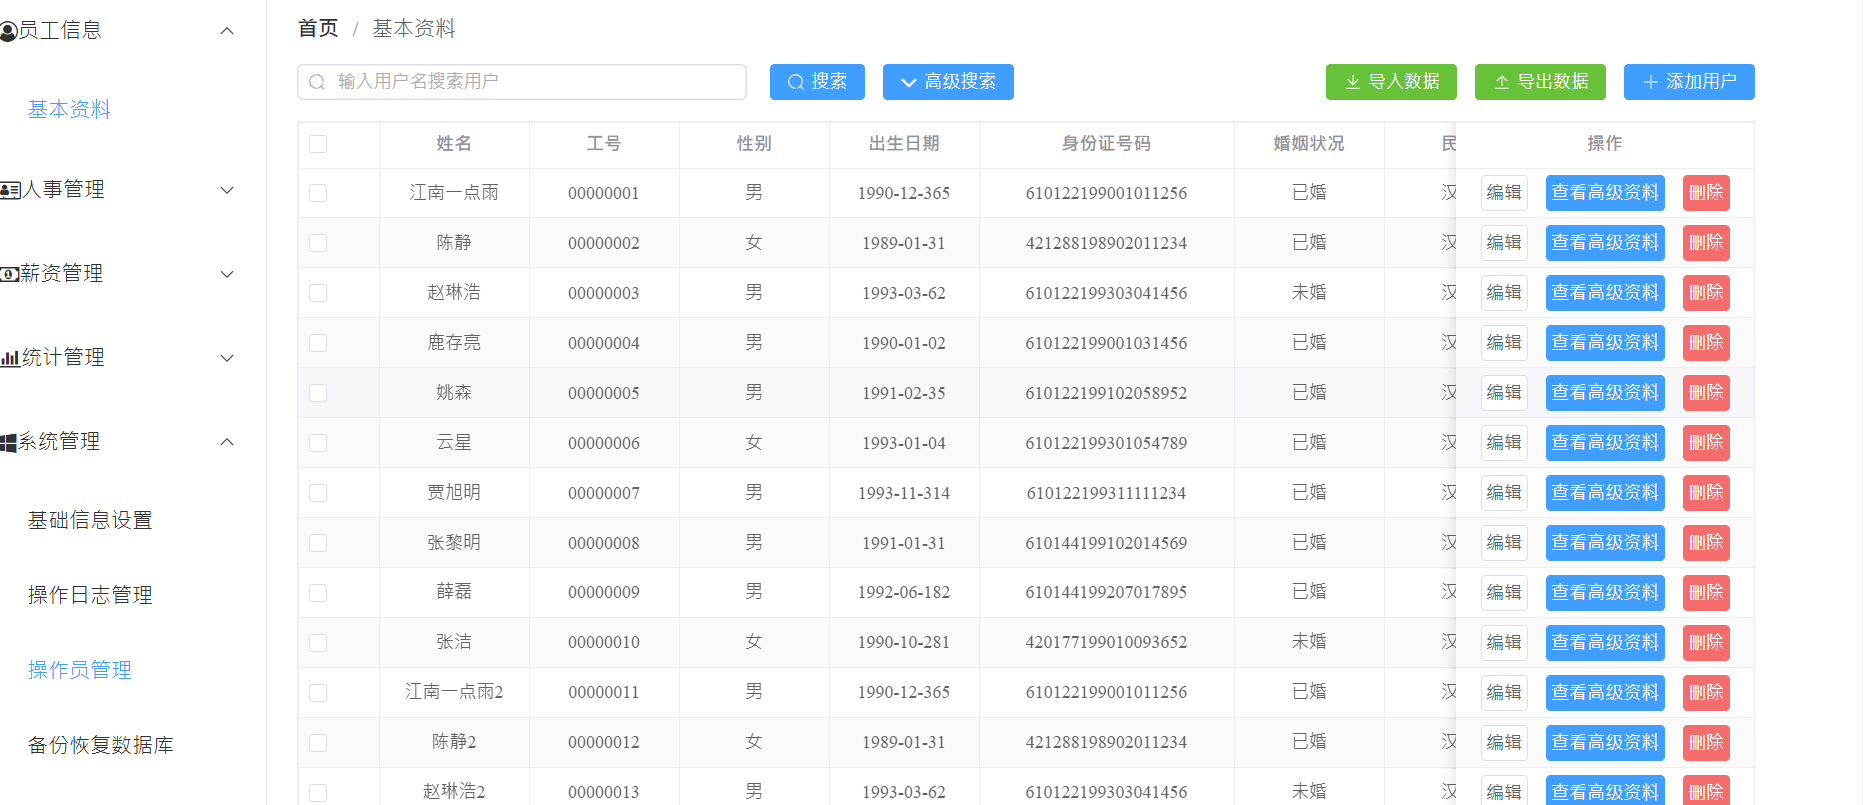 员工信息
基本资料
人事管理
薪资管理
统计管理
系统管理
基础信息设置
操作日志管理
操作员管理
备份恢复数据库
首页 / 基本资料
输入用户名搜索用户 搜索 高级搜索 导入数据 导出数据 添加用户
姓名 工号 性别 出生日期 身份证号码 婚姻状况 民 操作
江南一点雨 00000001 男 1990-12-365 610122199001011256 已婚 汉 编辑 查看高级资料 删除
陈静 00000002 女 1989-01-31 421288198902011234 已婚 汉 编辑 查看高级资料 删除
赵琳浩 00000003 男 1993-03-62 610122199303041456 未婚 汉 编辑 查看高级资料 删除
鹿存亮 00000004 男 1990-01-02 610122199001031456 已婚 汉 编辑 查看高级资料 删除
姚森 00000005 男 1991-02-35 610122199102058952 已婚 汉 编辑 查看高级资料 删除
云星 00000006 女 1993-01-04 610122199301054789 已婚 汉 编辑 查看高级资料 删除
贾旭明 00000007 男 1993-11-314 610122199311111234 已婚 汉 编辑 查看高级资料 删除
张黎明 00000008 男 1991-01-31 610144199102014569 已婚 汉 编辑 查看高级资料 删除
薛磊 00000009 男 1992-06-182 610144199207017895 已婚 汉 编辑 查看高级资料 删除
张洁 00000010 女 1990-10-281 420177199010093652 未婚 汉 编辑 查看高级资料 删除
江南一点雨2 00000011 男 1990-12-365 610122199001011256 已婚 汉 编辑 查看高级资料 删除
陈静2 00000012 女 1989-01-31 421288198902011234 已婚 汉 编辑 查看高级资料 删除
赵琳浩2 00000013 男 1993-03-62 610122199303041456 未婚 汉 编辑 查看高级资料 删除